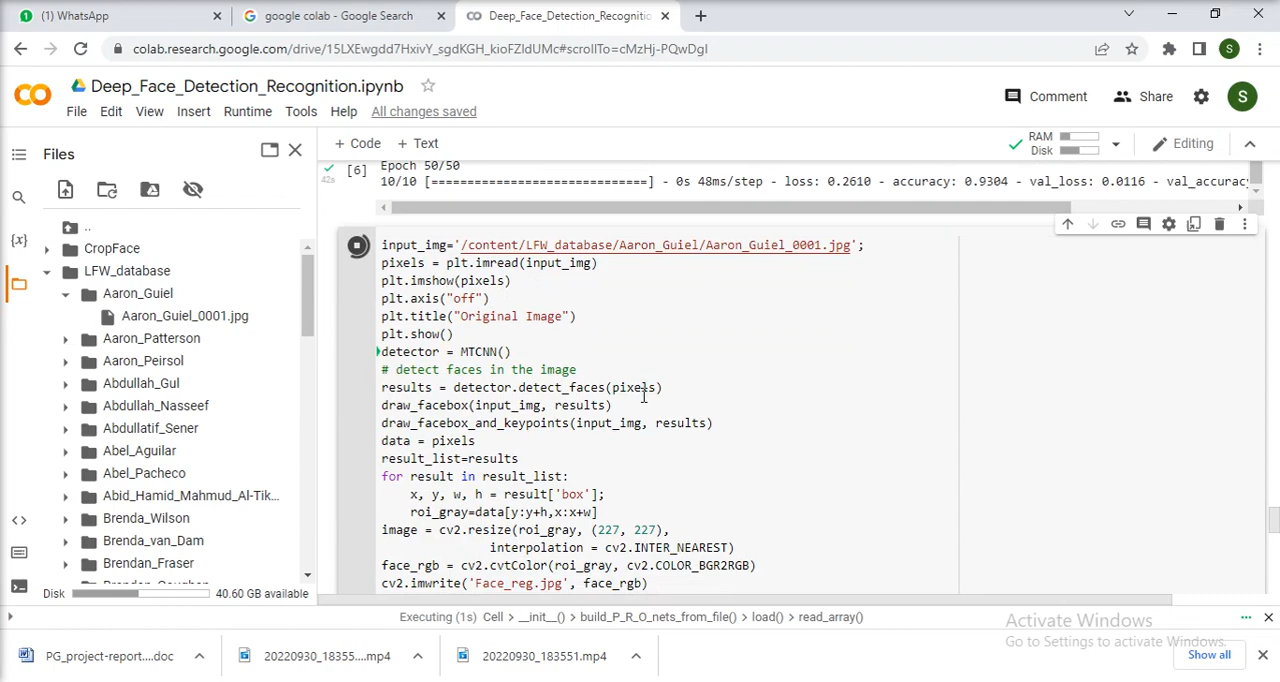 1 (1) WhatsApp
google colab - Google Search
Deep_Face_Detection_Recognitio
colab.research.google.com/drive/15LXEwgdd7HxivY_sgdKGH_kioFZIdUMc#scrollTo=cMzHj-PQwDgI
S
Deep_Face_Detection_Recognition.ipynb
Comment
Share
S
File Edit View Insert Runtime Tools Help All changes saved
+ Code + Text
RAM
Disk
Editing
Files
[6]
42s
Epoch 50/50
10/10 [==============================] - 0s 48ms/step - loss: 0.2610 - accuracy: 0.9304 - val_loss: 0.0116 - val_accuracy
{x}
..
CropFace
LFW_database
Aaron_Guiel
Aaron_Guiel_0001.jpg
Aaron_Patterson
Aaron_Peirsol
Abdullah_Gul
Abdullah_Nasseef
Abdullatif_Sener
Abel_Aguilar
Abel_Pacheco
Abid_Hamid_Mahmud_Al-Tik...
Brenda_Wilson
Brenda_van_Dam
Brendan_Fraser
Brendan_Gaughan
Disk 40.60 GB available
input_img='/content/LFW_database/Aaron_Guiel/Aaron_Guiel_0001.jpg';
pixels = plt.imread(input_img)
plt.imshow(pixels)
plt.axis("off")
plt.title("Original Image")
plt.show()
detector = MTCNN()
# detect faces in the image
results = detector.detect_faces(pixels)
draw_facebox(input_img, results)
draw_facebox_and_keypoints(input_img, results)
data = pixels
result_list=results
for result in result_list:
x, y, w, h = result['box'];
roi_gray=data[y:y+h,x:x+w]
image = cv2.resize(roi_gray, (227, 227),
interpolation = cv2.INTER_NEAREST)
face_rgb = cv2.cvtColor(roi_gray, cv2.COLOR_BGR2RGB)
cv2.imwrite('Face_reg.jpg', face_rgb)
Executing (1s) Cell > __init__() > build_P_R_O_nets_from_file() > load() > read_array()
Activate Windows
Go to Settings to activate Windows.
PG_project-report....doc
20220930_18355....mp4
20220930_183551.mp4
Show all